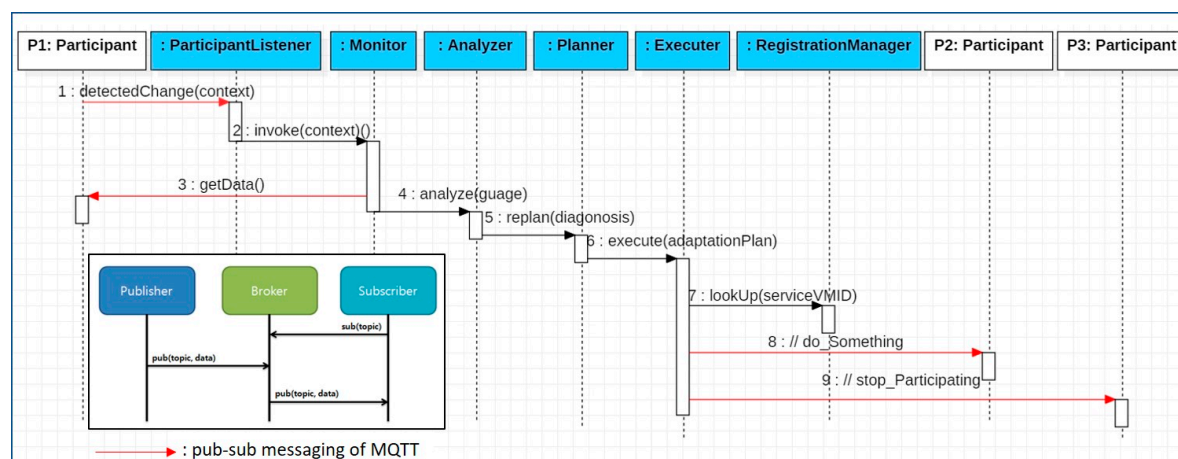 P1: Participant
: ParticipantListener
: Monitor
: Analyzer
: Planner
: Executer
: RegistrationManager
P2: Participant
P3: Participant
1 : detectedChange(context)
2 : invoke(context)()
3 : getData()
4 : analyze(guage)
5 : replan(diagonosis)
6 : execute(adaptationPlan)
7 : lookUp(serviceVMID)
8 : // do_Something
9 : // stop_Participating
Publisher
Broker
Subscriber
sub(topic)
pub(topic, data)
pub(topic, data)
: pub-sub messaging of MQTT